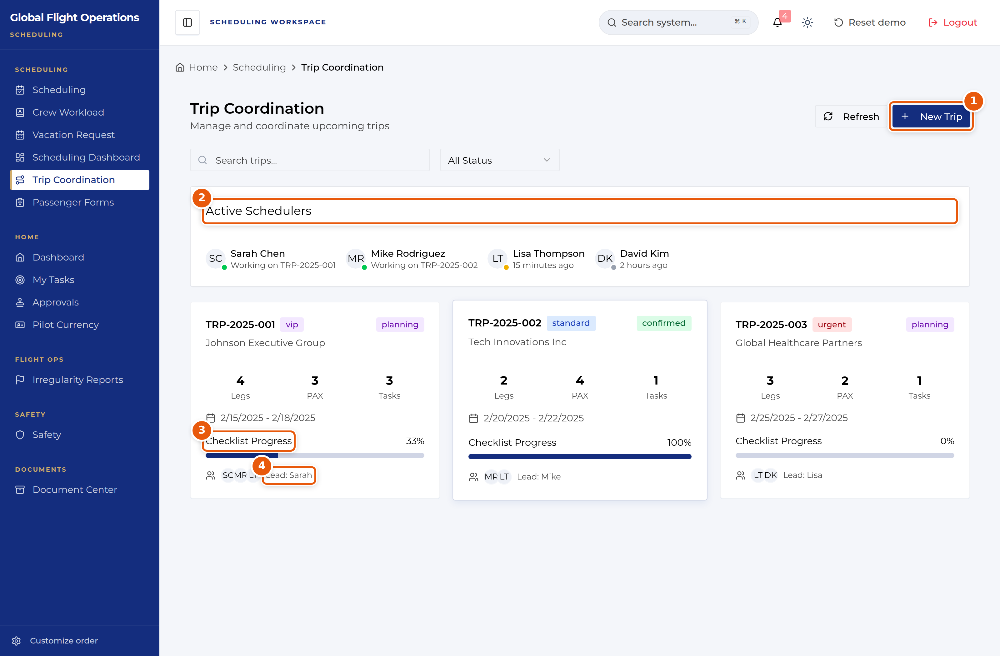 Global Flight Operations
SCHEDULING
SCHEDULING
Scheduling
Crew Workload
Vacation Request
Scheduling Dashboard
Trip Coordination
Passenger Forms
HOME
Dashboard
My Tasks
Approvals
Pilot Currency
FLIGHT OPS
Irregularity Reports
SAFETY
Safety
DOCUMENTS
Document Center
Customize order
SCHEDULING WORKSPACE
Search system...
⌘ K
4
Reset demo
Logout
Home > Scheduling > Trip Coordination
Trip Coordination
Manage and coordinate upcoming trips
Refresh
New Trip
1
Search trips...
All Status
2
Active Schedulers
SC
Sarah Chen
Working on TRP-2025-001
MR
Mike Rodriguez
Working on TRP-2025-002
LT
Lisa Thompson
15 minutes ago
DK
David Kim
2 hours ago
TRP-2025-001 vip planning
Johnson Executive Group
4 3 3
Legs PAX Tasks
2/15/2025 - 2/18/2025
3
Checklist Progress 33%
4
SC MR LT Lead: Sarah
TRP-2025-002 standard confirmed
Tech Innovations Inc
2 4 1
Legs PAX Tasks
2/20/2025 - 2/22/2025
Checklist Progress 100%
MR LT Lead: Mike
TRP-2025-003 urgent planning
Global Healthcare Partners
3 2 1
Legs PAX Tasks
2/25/2025 - 2/27/2025
Checklist Progress 0%
LT DK Lead: Lisa